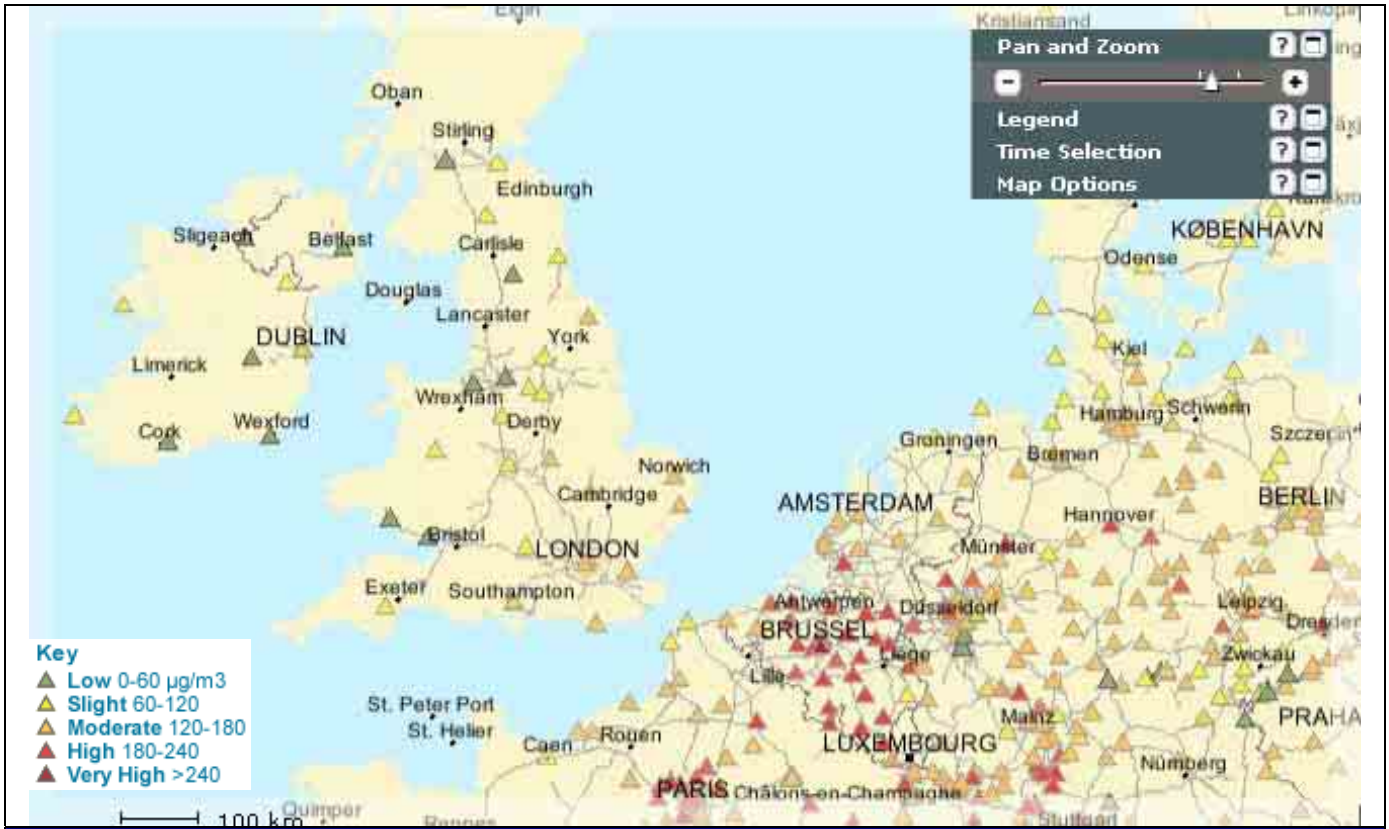 Elgin
Kristiansand
Pan and Zoom
Oban
Legend
Stirling
Time Selection
Map Options
Edinburgh
Sligeach
Belfast
Carlisle
KØBENHAVN
Odense
Douglas
Lancaster
DUBLIN
York
Kiel
Limerick
Wrexham
Cork
Wexford
Derby
Hamburg
Schwerin
Groningen
Bremen
Norwich
Cambridge
AMSTERDAM
BERLIN
Hannover
Bristol
LONDON
Münster
Exeter
Southampton
Antwerpen
Düsseldorf
Leipzig
BRUSSEL
Dresden
Key
Liège
Zwickau
Low 0-60 µg/m3
Lille
Slight 60-120
St. Peter Port
Moderate 120-180
St. Helier
Caen
Rouen
Mainz
PRAHA
High 180-240
LUXEMBOURG
Very High >240
Nürnberg
PARIS
Châlons-en-Champagne
100 km
Quimper
Rennes
Stuttgart